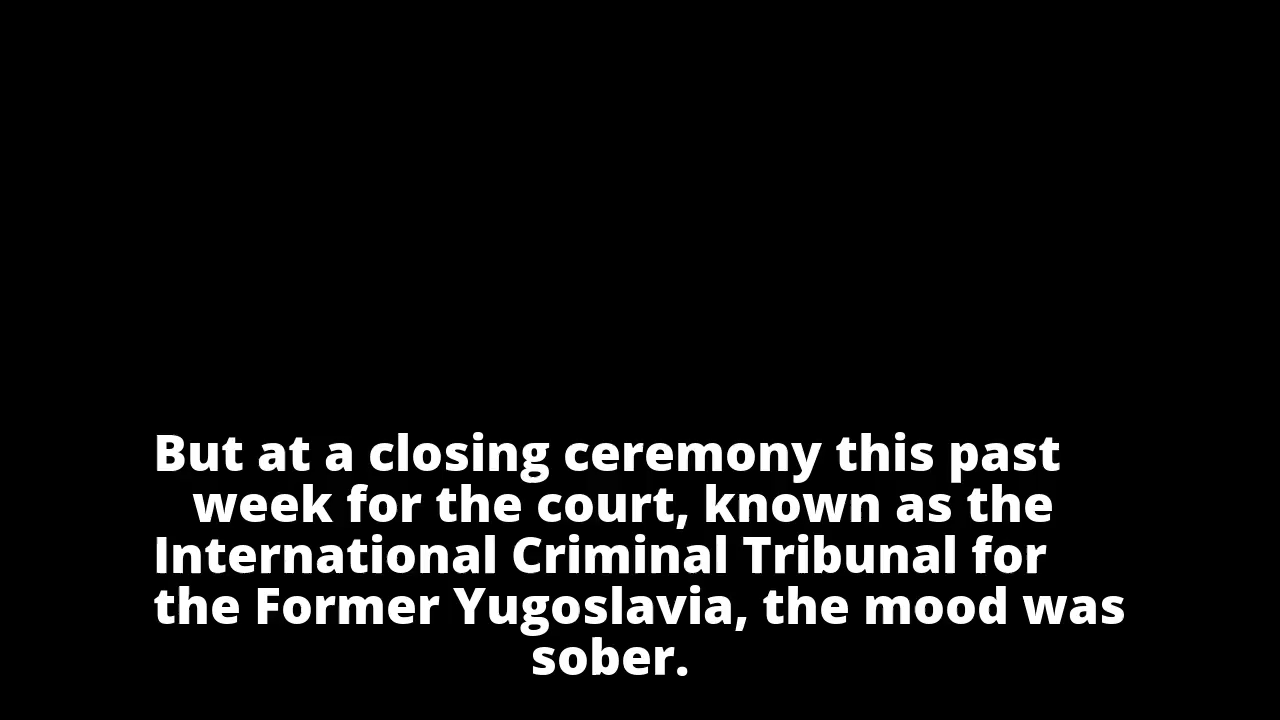 But at a closing ceremony this past
week for the court, known as the
International Criminal Tribunal for
the Former Yugoslavia, the mood was
sober.